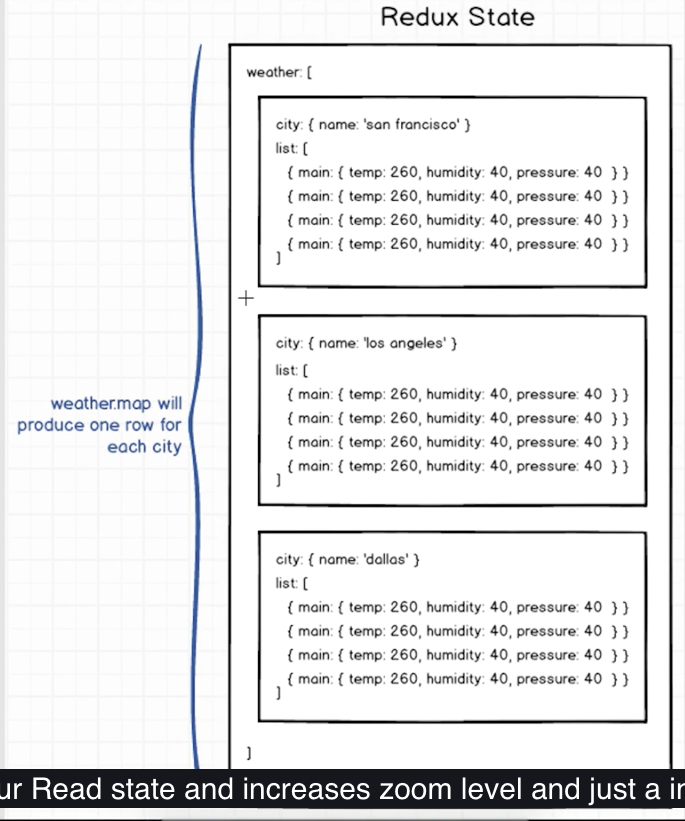 Redux State
weather: [
city: { name: 'san francisco' }
list: [
{ main: { temp: 260, humidity: 40, pressure: 40 } }
{ main: { temp: 260, humidity: 40, pressure: 40 } }
{ main: { temp: 260, humidity: 40, pressure: 40 } }
{ main: { temp: 260, humidity: 40, pressure: 40 } }
]
city: { name: 'los angeles' }
list: [
{ main: { temp: 260, humidity: 40, pressure: 40 } }
{ main: { temp: 260, humidity: 40, pressure: 40 } }
{ main: { temp: 260, humidity: 40, pressure: 40 } }
{ main: { temp: 260, humidity: 40, pressure: 40 } }
]
city: { name: 'dallas' }
list: [
{ main: { temp: 260, humidity: 40, pressure: 40 } }
{ main: { temp: 260, humidity: 40, pressure: 40 } }
{ main: { temp: 260, humidity: 40, pressure: 40 } }
{ main: { temp: 260, humidity: 40, pressure: 40 } }
]
]
weather.map will
produce one row for
each city
Read state and increases zoom level and just a